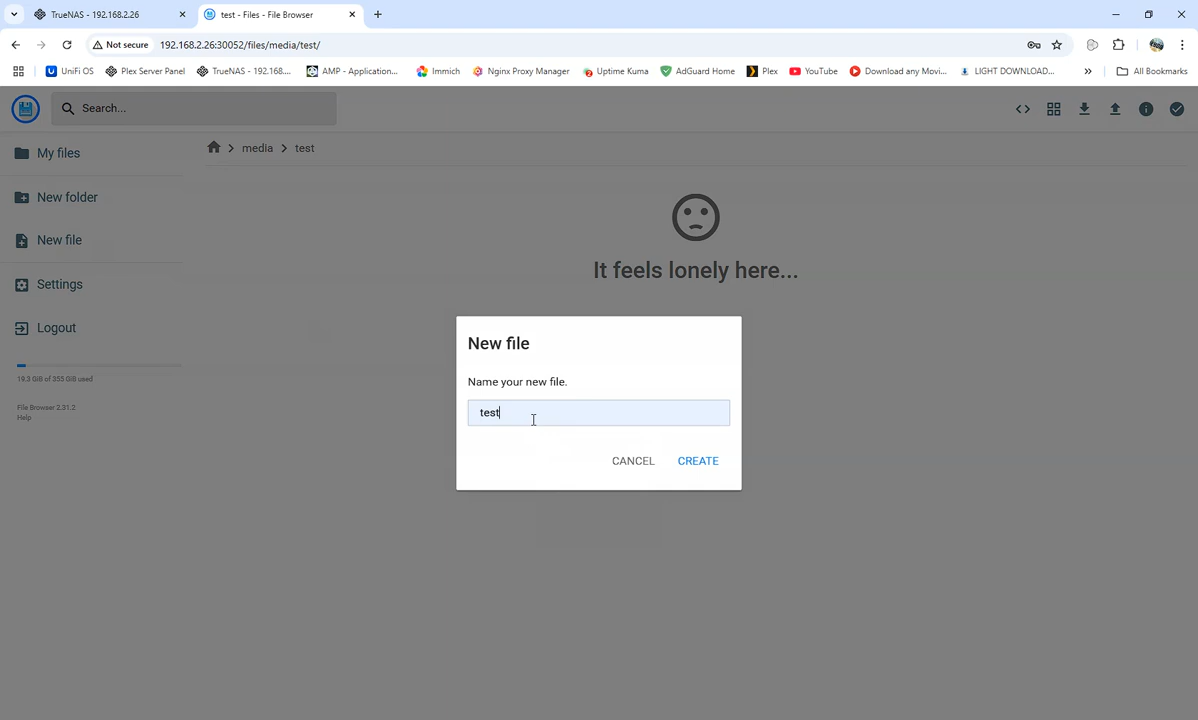 TrueNAS - 192.168.2.26
test - Files - File Browser
Not secure
192.168.2.26:30052/files/media/test/
UniFi OS
Plex Server Panel
TrueNAS - 192.168....
AMP - Application...
Immich
Nginx Proxy Manager
Uptime Kuma
AdGuard Home
Plex
YouTube
Download any Movi...
LIGHT DOWNLOAD...
All Bookmarks
Search...
My files
media
test
New folder
New file
It feels lonely here...
Settings
Logout
New file
Name your new file.
test
CANCEL
CREATE
19.3 GiB of 355 GiB used
File Browser 2.31.2
Help